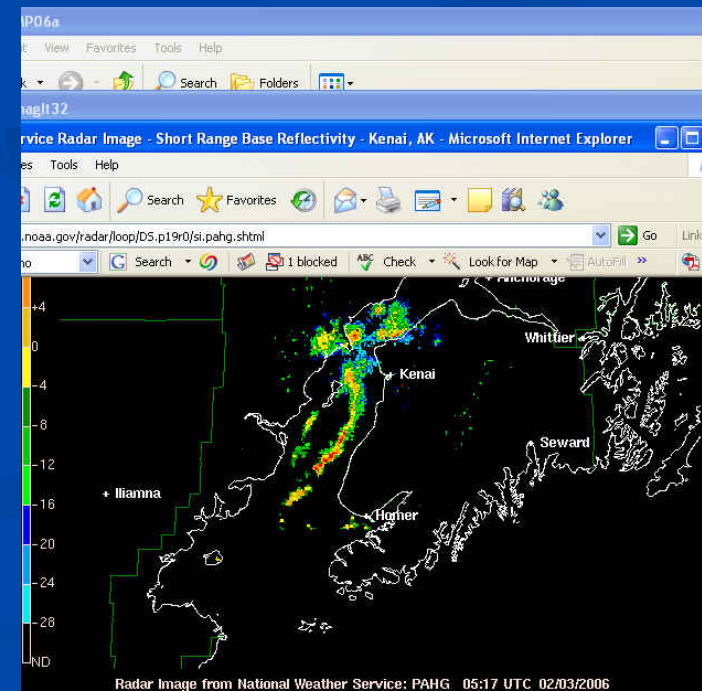 MP06a
View Favorites Tools Help
Search Folders
nagIt32
rvice Radar Image - Short Range Base Reflectivity - Kenai, AK - Microsoft Internet Explorer
es Tools Help
Search Favorites
.noaa.gov/radar/loop/DS.p19r0/si.pahg.shtml Go Link
no Search 1 blocked ABC Check Look for Map AutoFill »
Anchorage
+4
Whittier
0
Kenai
-4
-8
Seward
-12
Iliamna
-16
Homer
-20
-24
-28
ND
Radar Image from National Weather Service: PAHG 05:17 UTC 02/03/2006